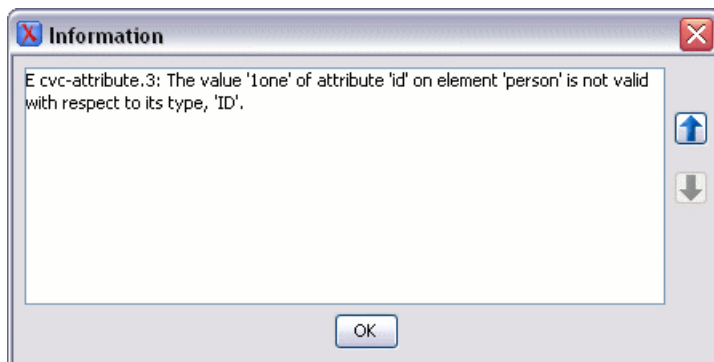 Information
E cvc-attribute.3: The value '1one' of attribute 'id' on element 'person' is not valid
with respect to its type, 'ID'.
OK